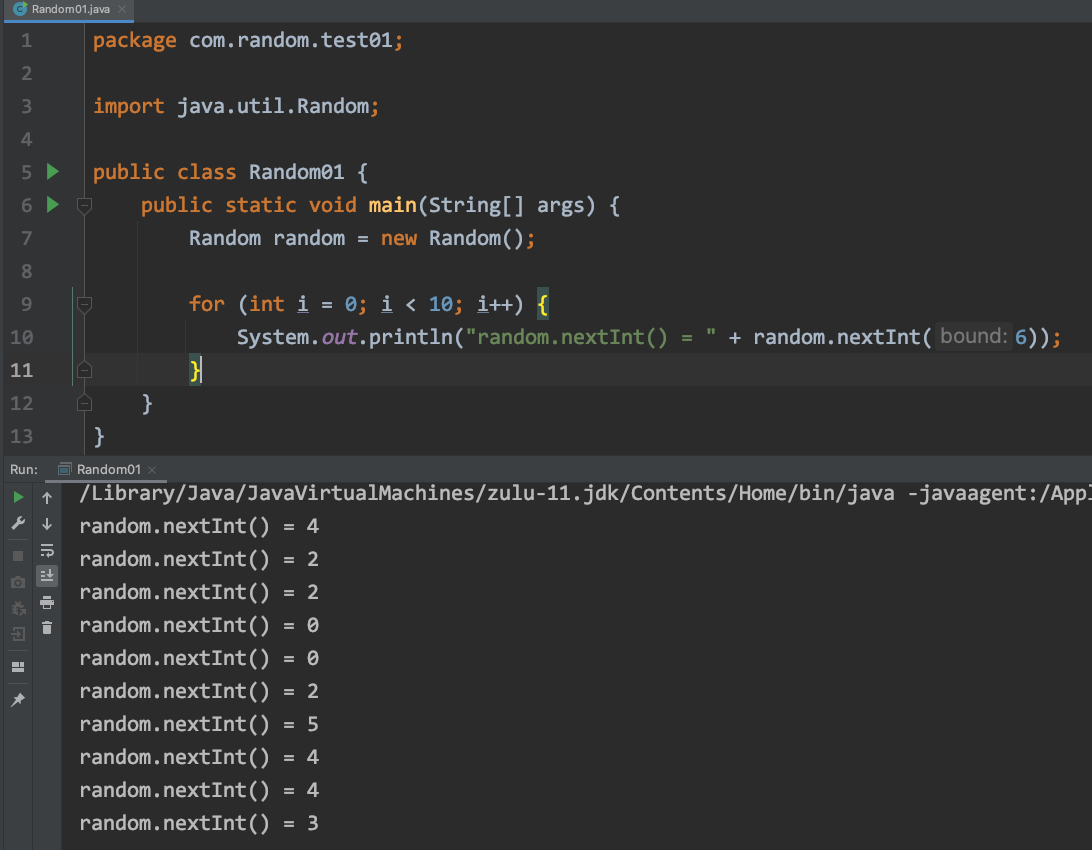 Random01.java
1 package com.random.test01;
2
3 import java.util.Random;
4
5 public class Random01 {
6 public static void main(String[] args) {
7 Random random = new Random();
8
9 for (int i = 0; i < 10; i++) {
10 System.out.println("random.nextInt() = " + random.nextInt( bound: 6));
11 }
12 }
13 }
Run: Random01
/Library/Java/JavaVirtualMachines/zulu-11.jdk/Contents/Home/bin/java -javaagent:/Appl
random.nextInt() = 4
random.nextInt() = 2
random.nextInt() = 2
random.nextInt() = 0
random.nextInt() = 0
random.nextInt() = 2
random.nextInt() = 5
random.nextInt() = 4
random.nextInt() = 4
random.nextInt() = 3